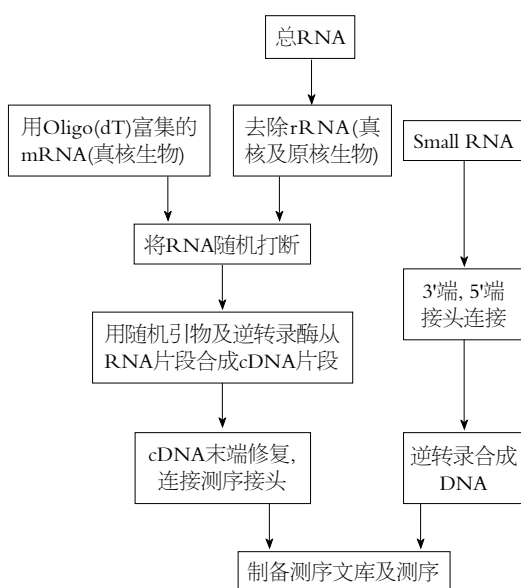 总RNA
用Oligo(dT)富集的
mRNA(真核生物)
去除rRNA(真
核及原核生物)
Small RNA
将RNA随机打断
3'端, 5'端
接头连接
用随机引物及逆转录酶从
RNA片段合成cDNA片段
cDNA末端修复,
连接测序接头
逆转录合成
DNA
制备测序文库及测序